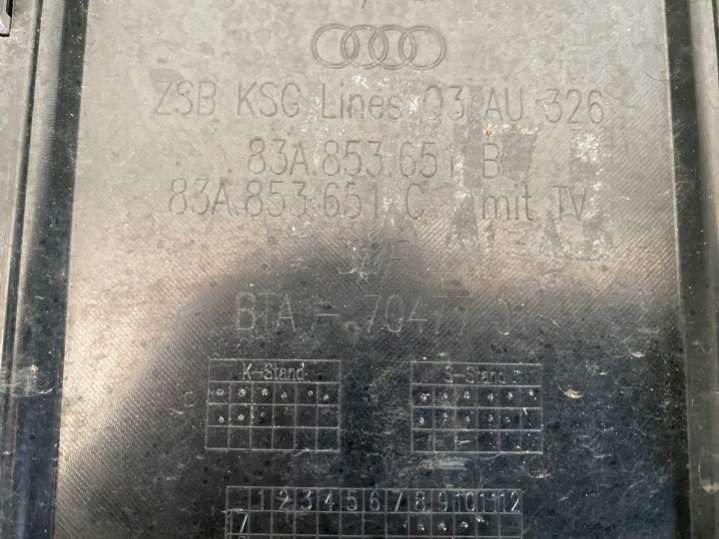 ZSB KSG Lines Q3 AU 326
83A.853.651 B
83A.853.651 C mit TV
BTA - 70477
K-Stand
S-Stand
1 2 3 4 5 6 7 8 9 10 11 12